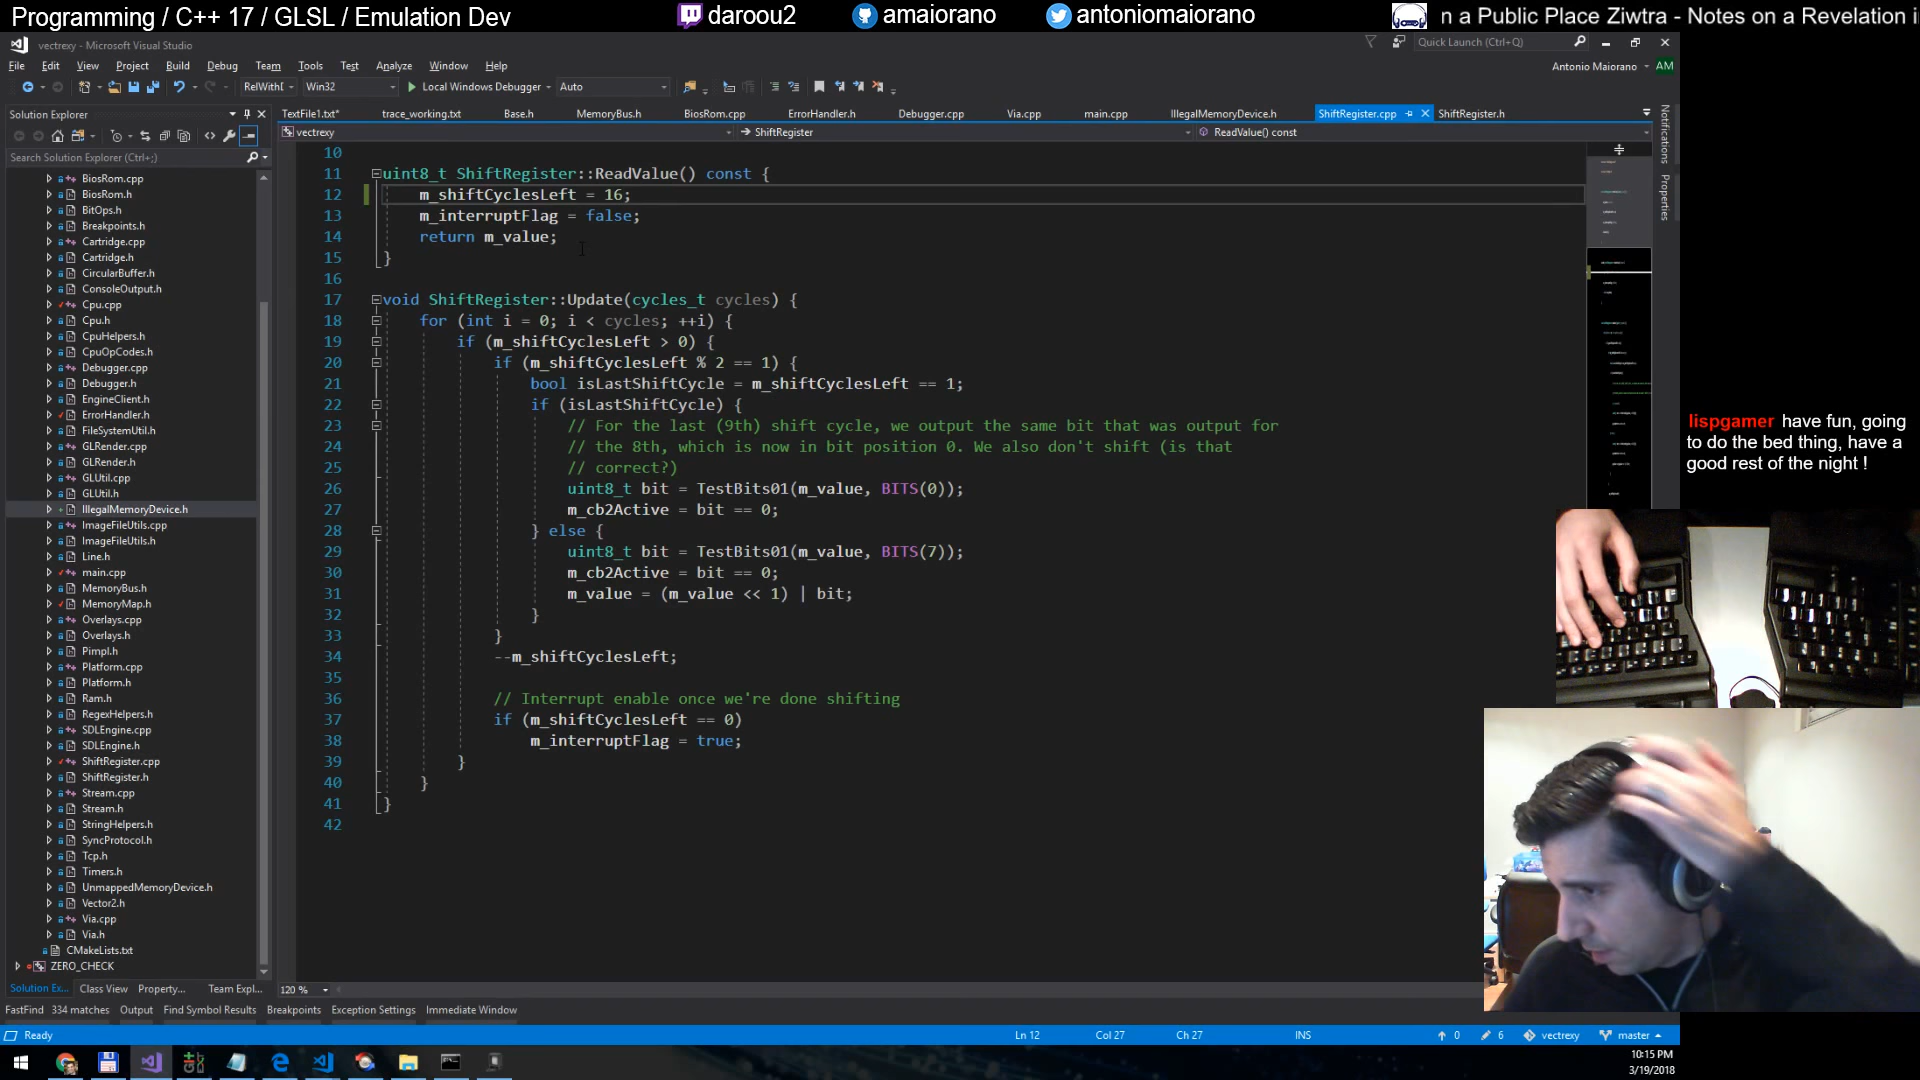 Programming / C++ 17 / GLSL / Emulation Dev
daroou2
amaiorano
antoniomaiorano
n a Public Place Ziwtra - Notes on a Revelation i
vectrexy - Microsoft Visual Studio
Quick Launch (Ctrl+Q)
File Edit View Project Build Debug Team Tools Test Analyze Window Help
Antonio Maiorano AM
RelWithI Win32 Local Windows Debugger Auto
Solution Explorer
TextFile1.txt* trace_working.txt Base.h MemoryBus.h BiosRom.cpp ErrorHandler.h Debugger.cpp Via.cpp main.cpp IllegalMemoryDevice.h ShiftRegister.cpp ShiftRegister.h
vectrexy ShiftRegister ReadValue() const
Search Solution Explorer (Ctrl+;)
BiosRom.cpp
BiosRom.h
BitOps.h
Breakpoints.h
Cartridge.cpp
Cartridge.h
CircularBuffer.h
ConsoleOutput.h
Cpu.cpp
Cpu.h
CpuHelpers.h
CpuOpCodes.h
Debugger.cpp
Debugger.h
EngineClient.h
ErrorHandler.h
FileSystemUtil.h
GLRender.cpp
GLRender.h
GLUtil.cpp
GLUtil.h
IllegalMemoryDevice.h
ImageFileUtils.cpp
ImageFileUtils.h
Line.h
main.cpp
MemoryBus.h
MemoryMap.h
Overlays.cpp
Overlays.h
Pimpl.h
Platform.cpp
Platform.h
Ram.h
RegexHelpers.h
SDLEngine.cpp
SDLEngine.h
ShiftRegister.cpp
ShiftRegister.h
Stream.cpp
Stream.h
StringHelpers.h
SyncProtocol.h
Tcp.h
Timers.h
UnmappedMemoryDevice.h
Vector2.h
Via.cpp
Via.h
CMakeLists.txt
ZERO_CHECK
10
11 uint8_t ShiftRegister::ReadValue() const {
12 m_shiftCyclesLeft = 16;
13 m_interruptFlag = false;
14 return m_value;
15 }
16
17 void ShiftRegister::Update(cycles_t cycles) {
18 for (int i = 0; i < cycles; ++i) {
19 if (m_shiftCyclesLeft > 0) {
20 if (m_shiftCyclesLeft % 2 == 1) {
21 bool isLastShiftCycle = m_shiftCyclesLeft == 1;
22 if (isLastShiftCycle) {
23 // For the last (9th) shift cycle, we output the same bit that was output for
24 // the 8th, which is now in bit position 0. We also don't shift (is that
25 // correct?)
26 uint8_t bit = TestBits01(m_value, BITS(0));
27 m_cb2Active = bit == 0;
28 } else {
29 uint8_t bit = TestBits01(m_value, BITS(7));
30 m_cb2Active = bit == 0;
31 m_value = (m_value << 1) | bit;
32 }
33 }
34 --m_shiftCyclesLeft;
35
36 // Interrupt enable once we're done shifting
37 if (m_shiftCyclesLeft == 0)
38 m_interruptFlag = true;
39 }
40 }
41 }
42
Notifications
Properties
lispgamer have fun, going
to do the bed thing, have a
good rest of the night !
Solution Ex... Class View Property... Team Expl...
120 %
FastFind 334 matches Output Find Symbol Results Breakpoints Exception Settings Immediate Window
Ready Ln 12 Col 27 Ch 27 INS 0 6 vectrexy master
10:15 PM
3/19/2018